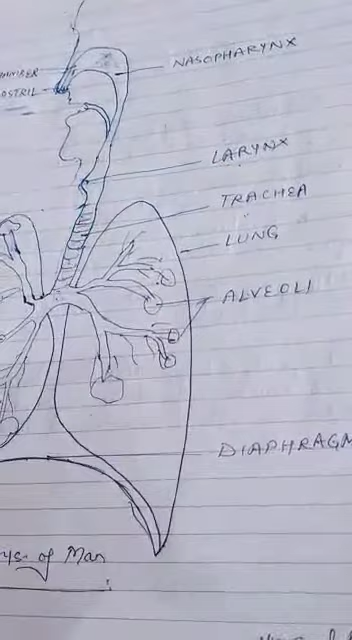 NASOPHARYNX
LARYNX
TRACHEA
LUNG
ALVEOLI
DIAPHRAGM
of Man